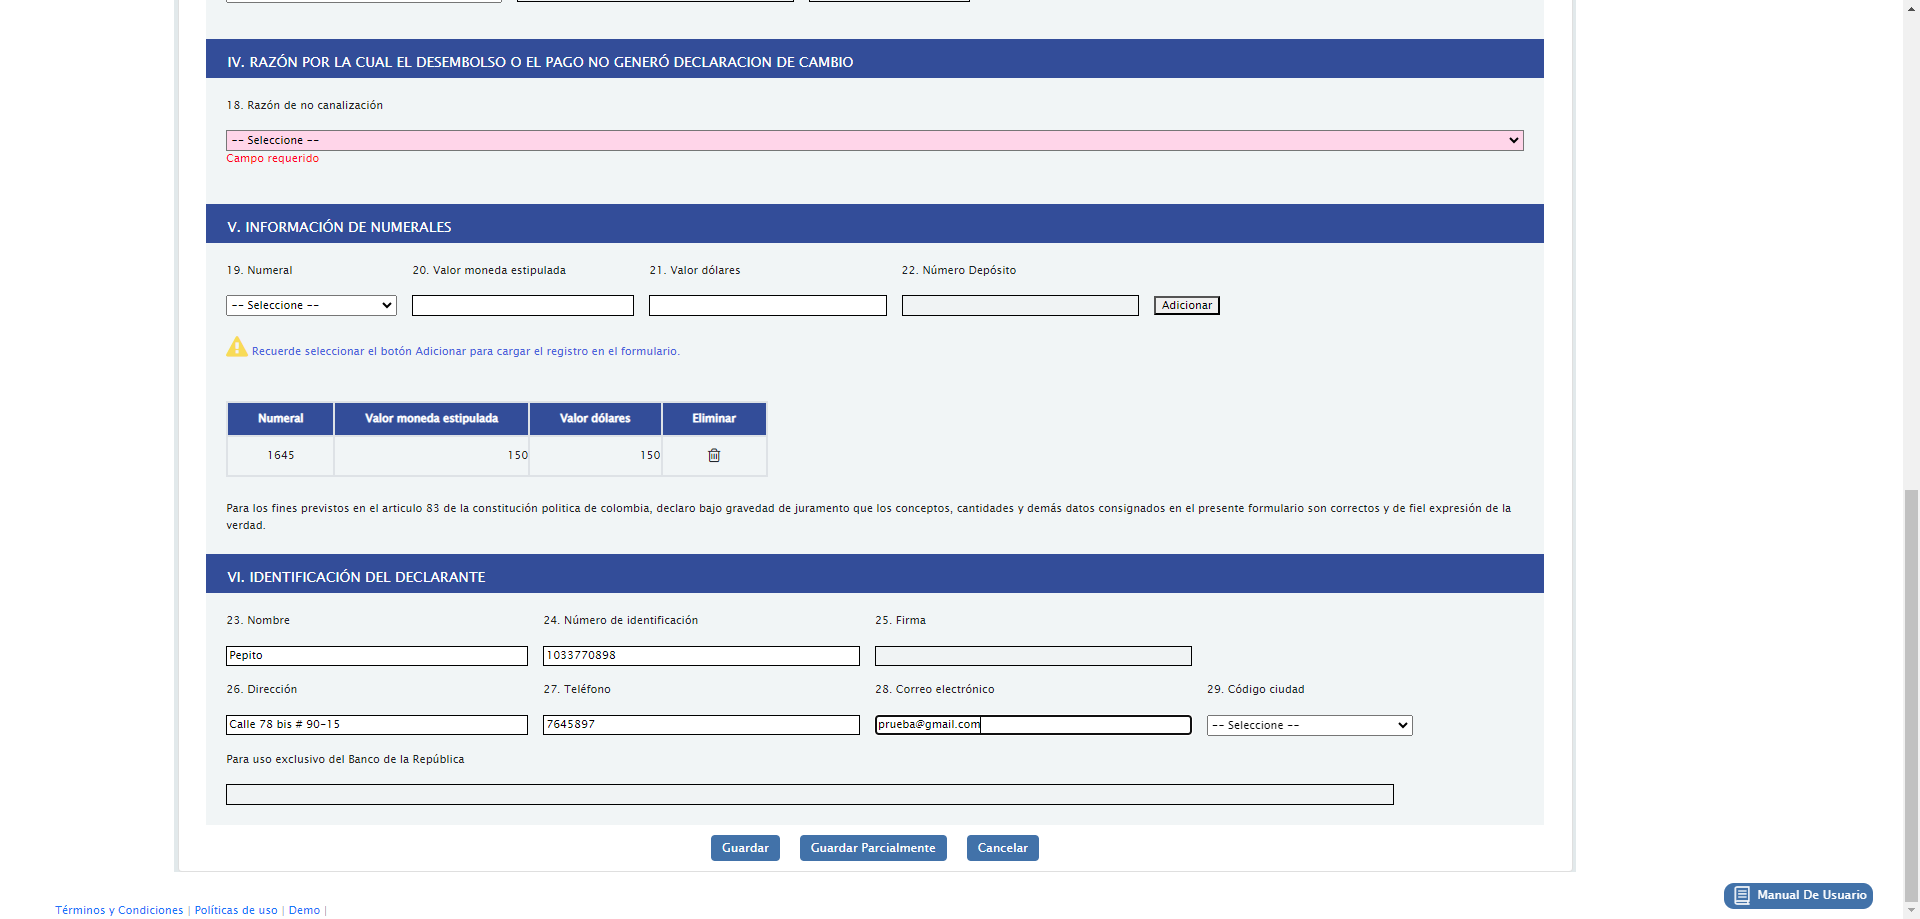 IV. RAZÓN POR LA CUAL EL DESEMBOLSO O EL PAGO NO GENERÓ DECLARACION DE CAMBIO
18. Razón de no canalización
-- Seleccione --
Campo requerido
V. INFORMACIÓN DE NUMERALES
19. Numeral 20. Valor moneda estipulada 21. Valor dólares 22. Número Depósito
-- Seleccione -- Adicionar
Recuerde seleccionar el botón Adicionar para cargar el registro en el formulario.
Numeral Valor moneda estipulada Valor dólares Eliminar
1645 150 150
Para los fines previstos en el articulo 83 de la constitución politica de colombia, declaro bajo gravedad de juramento que los conceptos, cantidades y demás datos consignados en el presente formulario son correctos y de fiel expresión de la
verdad.
VI. IDENTIFICACIÓN DEL DECLARANTE
23. Nombre 24. Número de identificación 25. Firma
Pepito 1033770898
26. Dirección 27. Teléfono 28. Correo electrónico 29. Código ciudad
Calle 78 bis # 90-15 7645897 prueba@gmail.com -- Seleccione --
Para uso exclusivo del Banco de la República
Guardar Guardar Parcialmente Cancelar
Manual De Usuario
Términos y Condiciones | Políticas de uso | Demo |